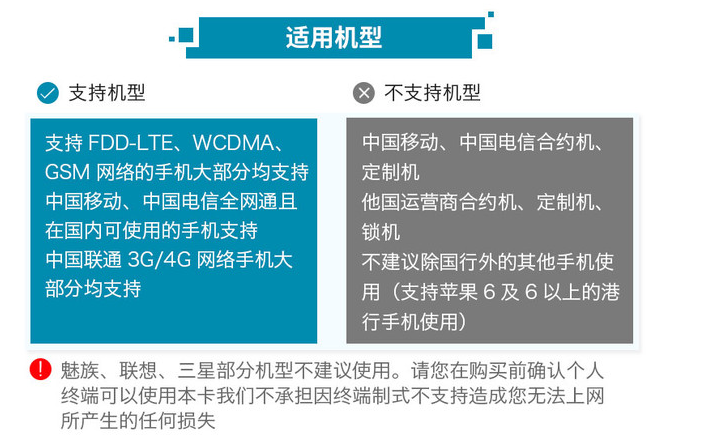 适用机型
支持机型
支持 FDD-LTE、WCDMA、
GSM 网络的手机大部分均支持
中国移动、中国电信全网通且
在国内可使用的手机支持
中国联通 3G/4G 网络手机大
部分均支持
不支持机型
中国移动、中国电信合约机、
定制机
他国运营商合约机、定制机、
锁机
不建议除国行外的其他手机使
用（支持苹果 6 及 6 以上的港
行手机使用）
魅族、联想、三星部分机型不建议使用。请您在购买前确认个人
终端可以使用本卡我们不承担因终端制式不支持造成您无法上网
所产生的任何损失